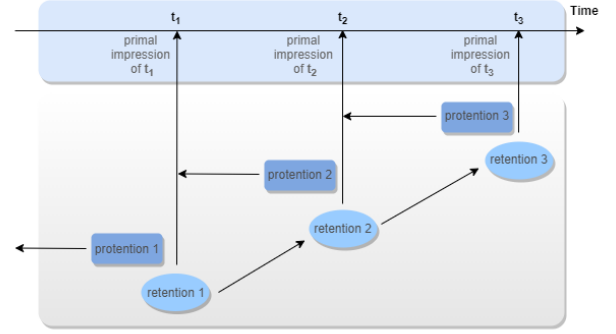 Time
t1 t2 t3
primal
impression
of t1
primal
impression
of t2
primal
impression
of t3
protention 3
retention 3
protention 2
retention 2
protention 1
retention 1